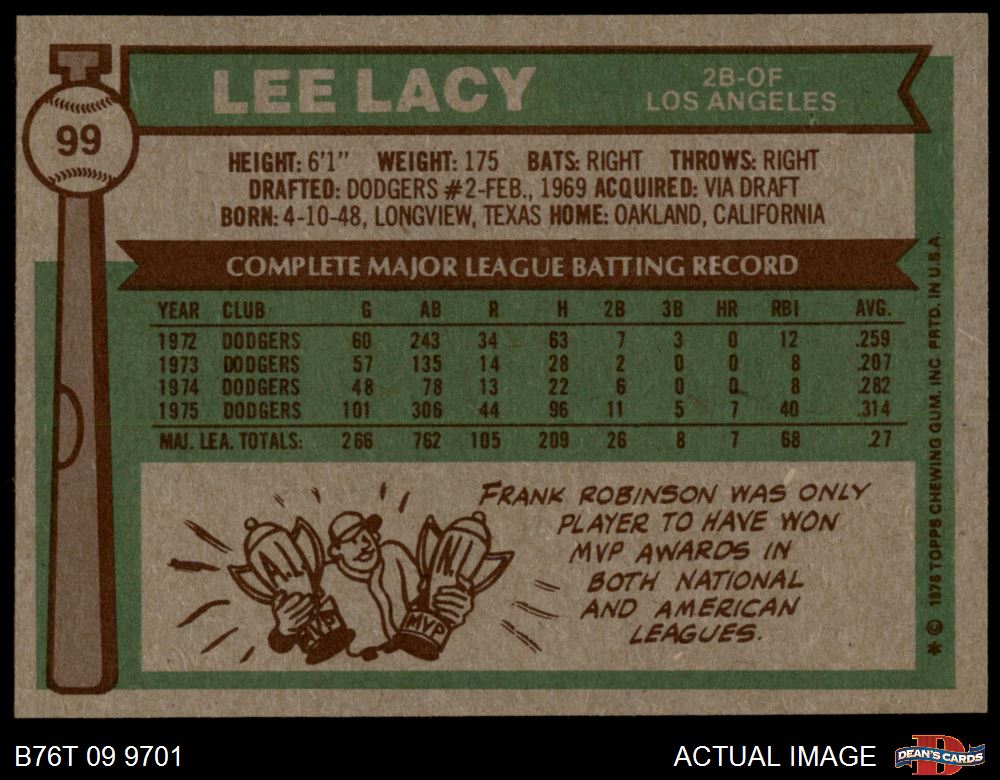 99
LEE LACY
2B-OF
LOS ANGELES
HEIGHT: 6'1" WEIGHT: 175 BATS: RIGHT THROWS: RIGHT
DRAFTED: DODGERS #2-FEB., 1969 ACQUIRED: VIA DRAFT
BORN: 4-10-48, LONGVIEW, TEXAS HOME: OAKLAND, CALIFORNIA
COMPLETE MAJOR LEAGUE BATTING RECORD
YEAR CLUB G AB R H 2B 3B HR RBI AVG.
1972 DODGERS 60 243 34 63 7 3 0 12 .259
1973 DODGERS 57 135 14 28 2 0 0 8 .207
1974 DODGERS 48 78 13 22 6 0 0 8 .282
1975 DODGERS 101 306 44 96 11 5 7 40 .314
MAJ. LEA. TOTALS: 266 762 105 209 26 8 7 68 .27
FRANK ROBINSON WAS ONLY
PLAYER TO HAVE WON
MVP AWARDS IN
BOTH NATIONAL
AND AMERICAN
LEAGUES.
A.L.
N.L.
MVP
MVP
* © 1976 TOPPS CHEWING GUM, INC PRTD. IN U.S.A.
B76T 09 9701
ACTUAL IMAGE
DEAN'S CARDS